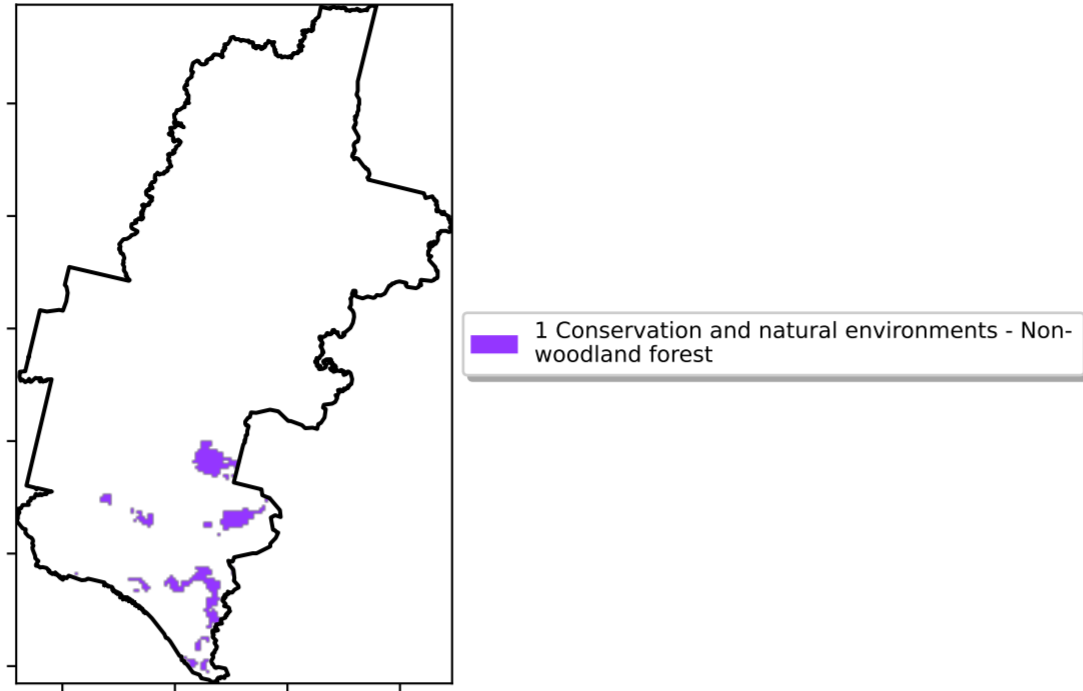 1 Conservation and natural environments - Non-
woodland forest